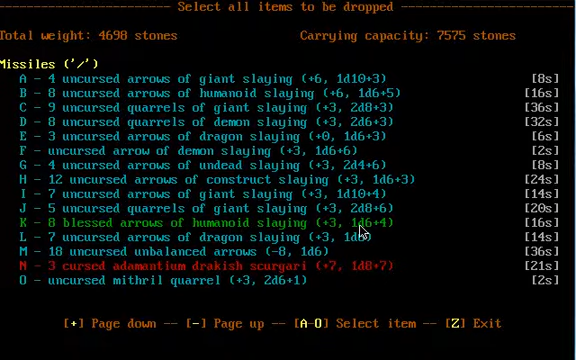 Select all items to be dropped
Total weight: 4698 stones Carrying capacity: 7575 stones
Missiles ('/')
A - 4 uncursed arrows of giant slaying (+6, 1d10+3) [8s]
B - 8 uncursed arrows of humanoid slaying (+6, 1d6+5) [16s]
C - 9 uncursed quarrels of giant slaying (+3, 2d8+3) [36s]
D - 8 uncursed quarrels of demon slaying (+3, 2d6+3) [32s]
E - 3 uncursed arrows of dragon slaying (+0, 1d6+3) [6s]
F - uncursed arrow of demon slaying (+3, 1d6+6) [2s]
G - 4 uncursed arrows of undead slaying (+3, 2d4+6) [8s]
H - 12 uncursed arrows of construct slaying (+3, 1d6+3) [24s]
I - 7 uncursed arrows of giant slaying (+3, 1d10+4) [14s]
J - 5 uncursed quarrels of giant slaying (+3, 2d8+6) [20s]
K - 8 blessed arrows of humanoid slaying (+3, 1d6+4) [16s]
L - 7 uncursed arrows of dragon slaying (+3, [14s]
M - 18 uncursed unbalanced arrows (-8, 1d6) [36s]
N - 3 cursed adamantium drakish scurgari (+7, 1d8+7) [21s]
O - uncursed mithril quarrel (+3, 2d6+1) [2s]
[+] Page down -- [-] Page up -- [A-O] Select item -- [Z] Exit